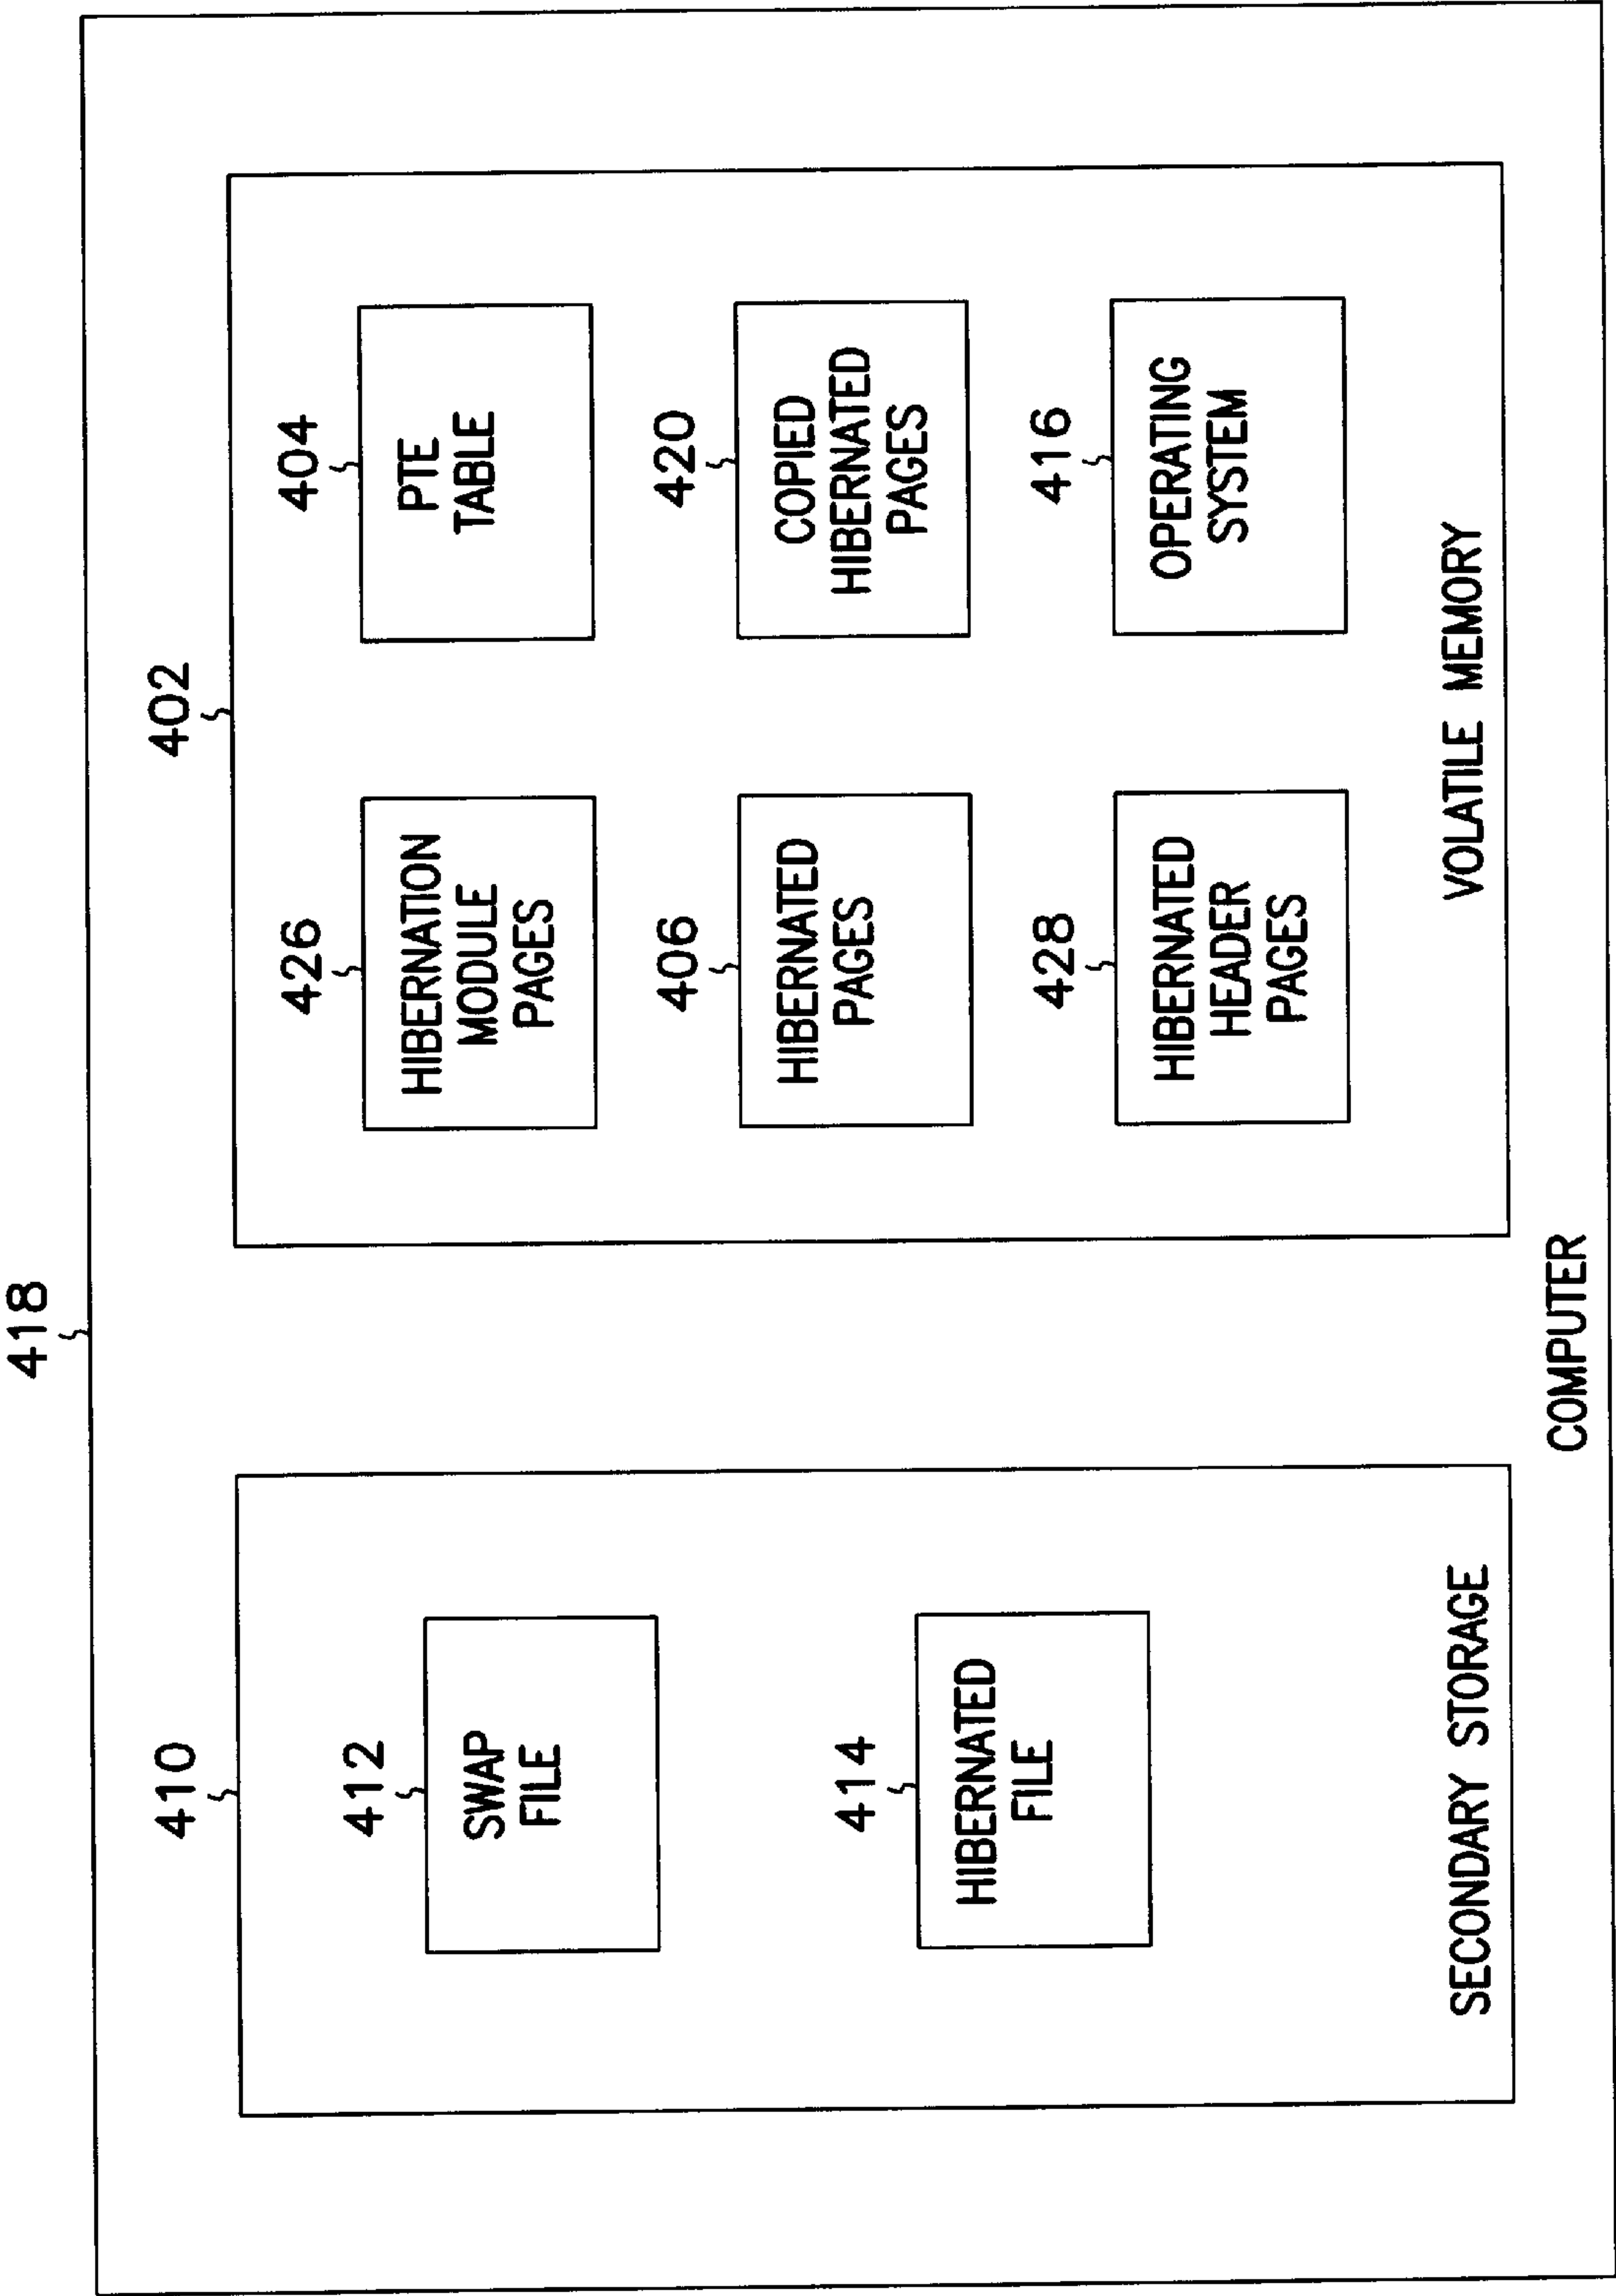 418
410
402
412
SWAP
FILE
414
HIBERNATED
FILE
SECONDARY STORAGE
426
HIBERNATION
MODULE
PAGES
404
PTE
TABLE
406
HIBERNATED
PAGES
420
COPIED
HIBERNATED
PAGES
428
HIBERNATED
HEADER
PAGES
416
OPERATING
SYSTEM
VOLATILE MEMORY
COMPUTER